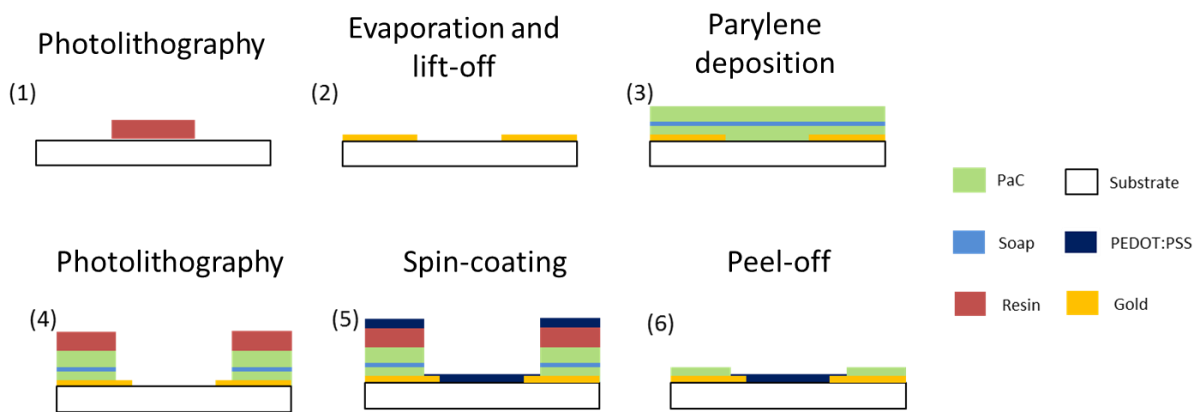 Photolithography
(1)
Evaporation and
lift-off
(2)
Parylene
deposition
(3)
Photolithography
(4)
Spin-coating
(5)
Peel-off
(6)
PaC
Substrate
Soap
PEDOT:PSS
Resin
Gold